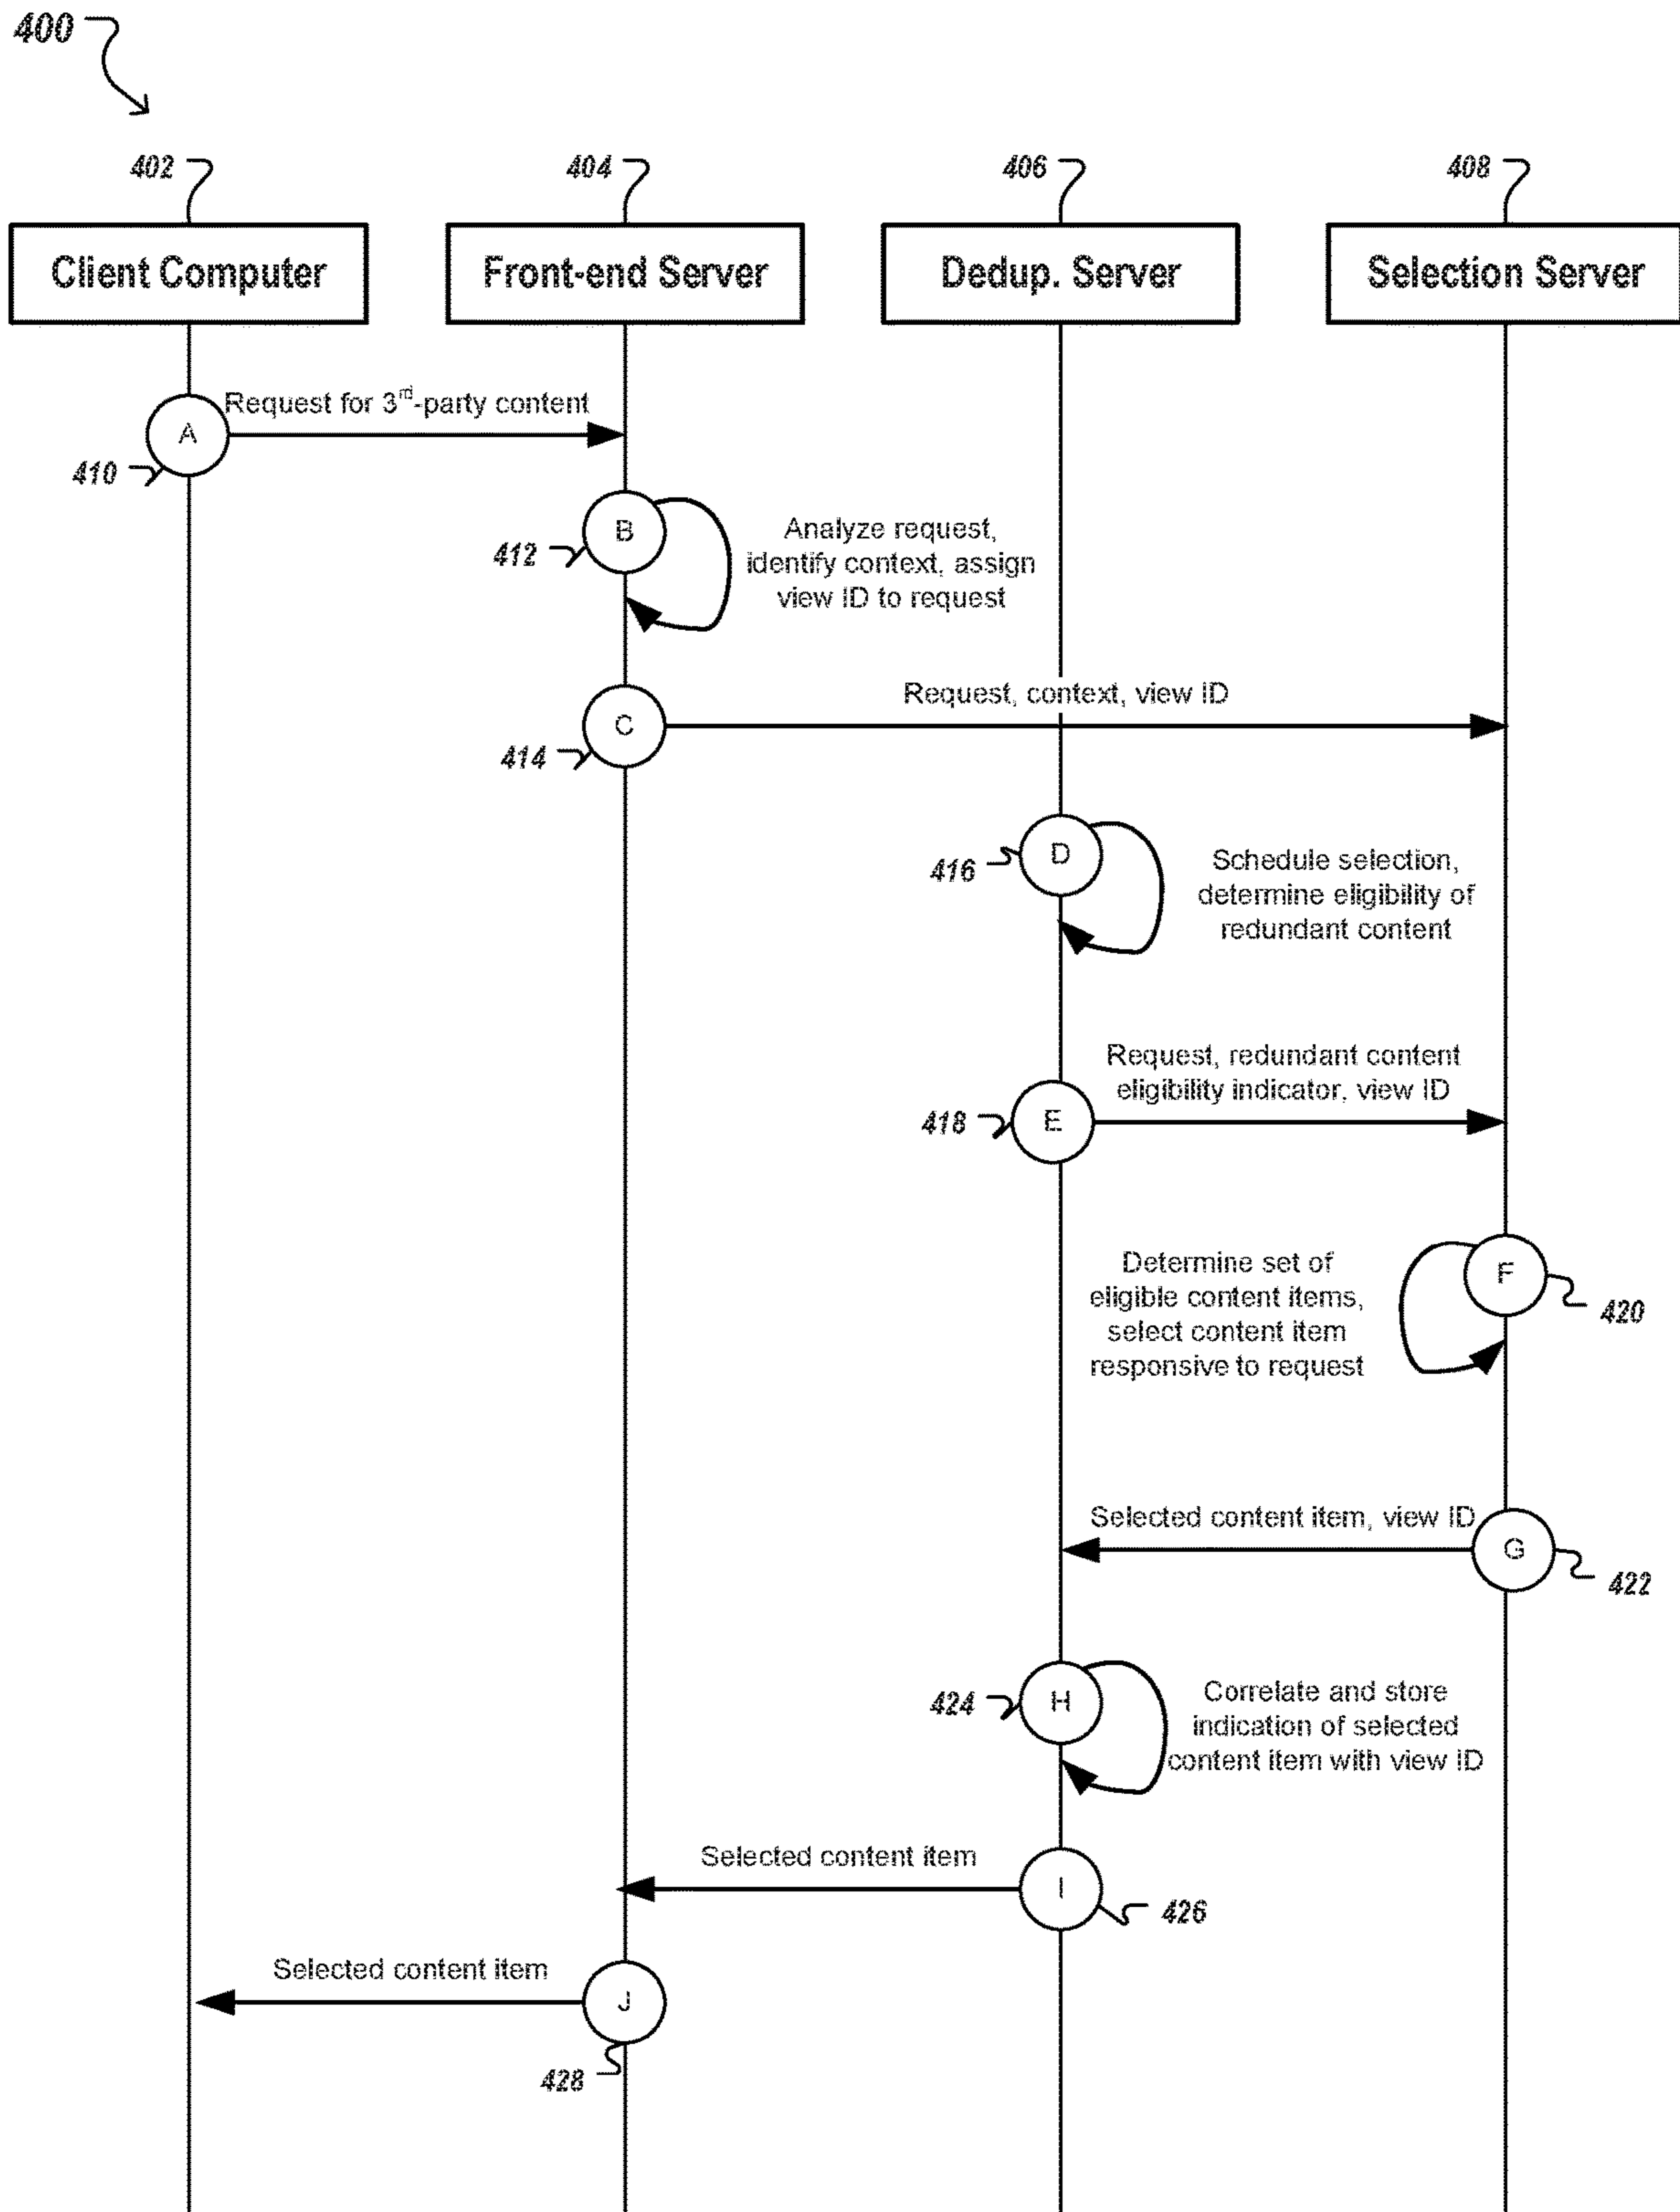 400
402
404
406
408
Client Computer
Front-end Server
Dedup. Server
Selection Server
Request for 3rd-party content
A
410
B
412
Analyze request,
identify context, assign
view ID to request
Request, context, view ID
C
414
D
416
Schedule selection,
determine eligibility of
redundant content
Request, redundant content
eligibility indicator, view ID
E
418
Determine set of
eligible content items,
select content item
responsive to request
F
420
Selected content item, view ID
G
422
H
424
Correlate and store
indication of selected
content item with view ID
Selected content item
I
426
Selected content item
J
428